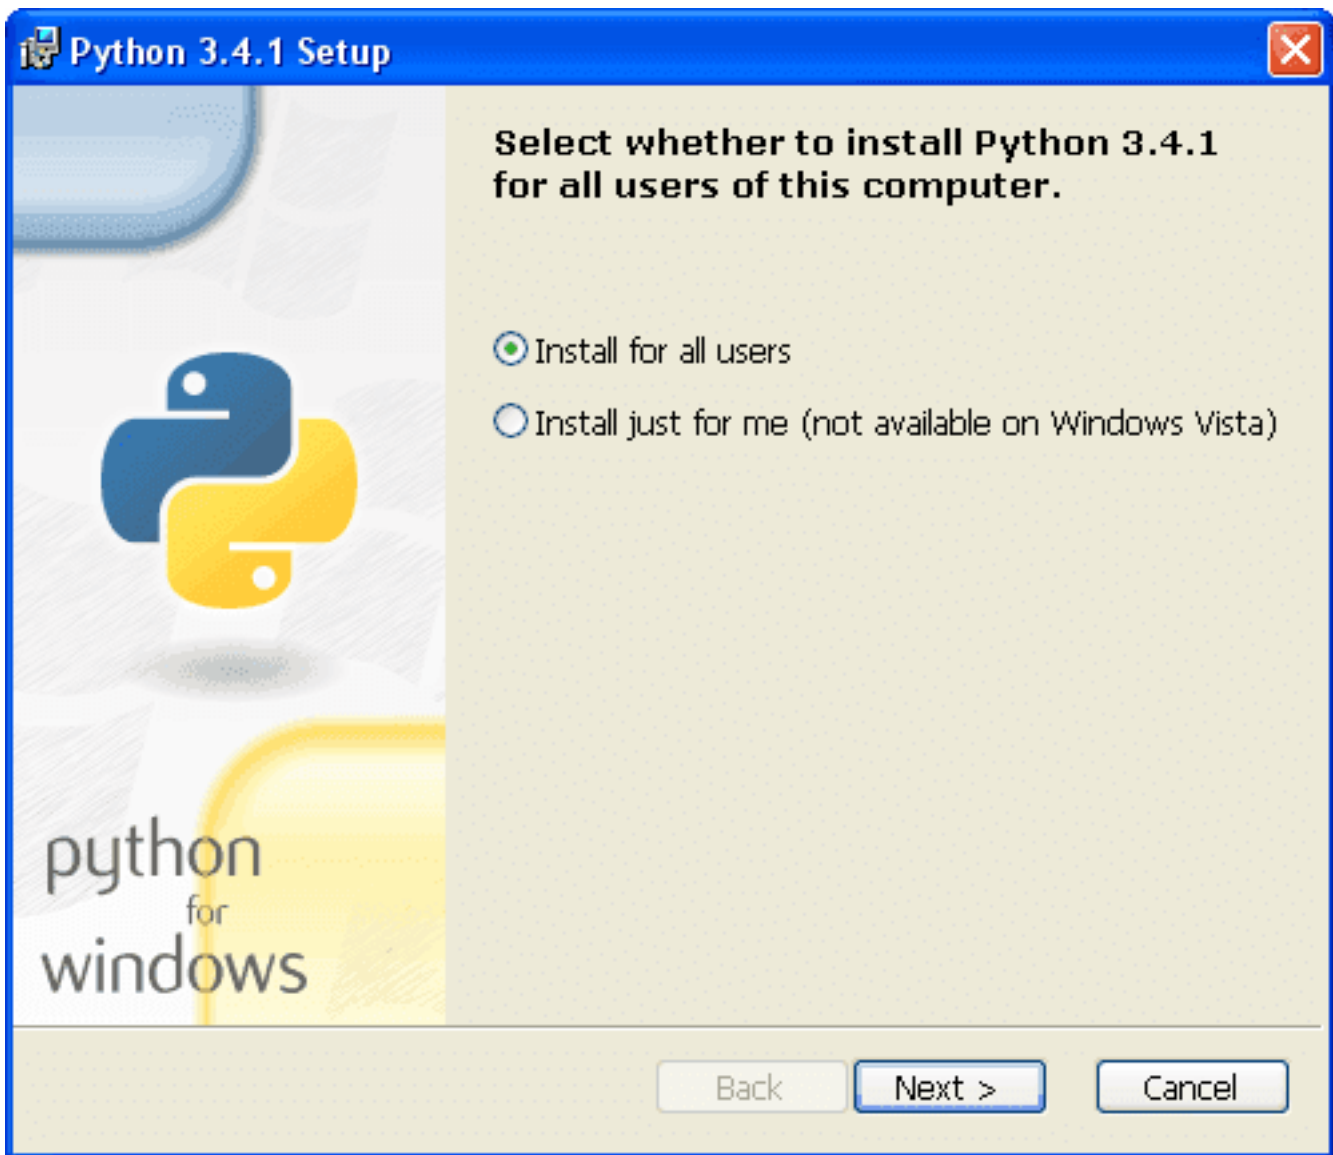 Python 3.4.1 Setup
Select whether to install Python 3.4.1
for all users of this computer.
Install for all users
Install just for me (not available on Windows Vista)
python
for
windows
Back
Next >
Cancel